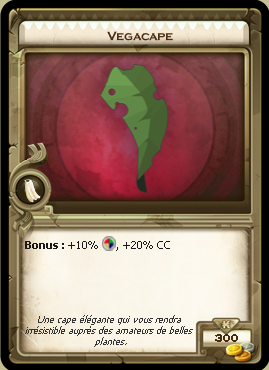 VEGACAPE
Bonus : +10% , +20% CC
Une cape élégante qui vous rendra
irrésistible auprès des amateurs de belles
plantes.
K
300